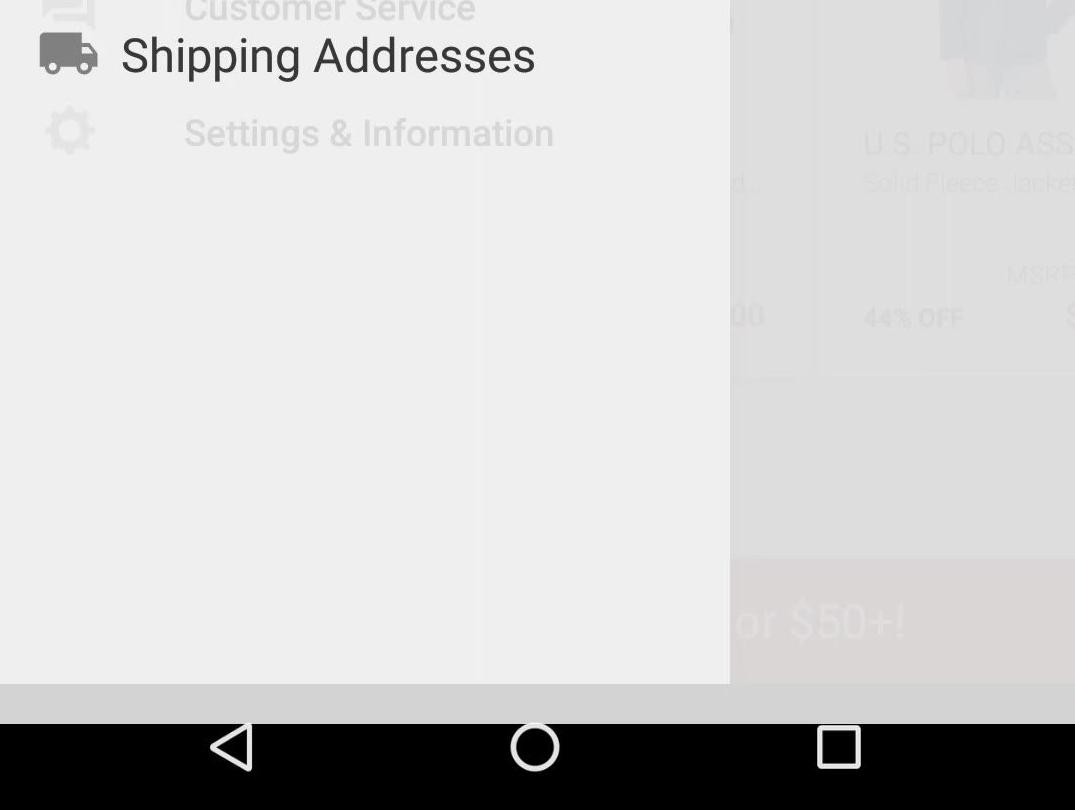 Customer Service
Shipping Addresses
Settings & Information
U.S. POLO ASS
d...
Solid Fleece Jacke
MSRP
00
44% OFF
$
or $50+!